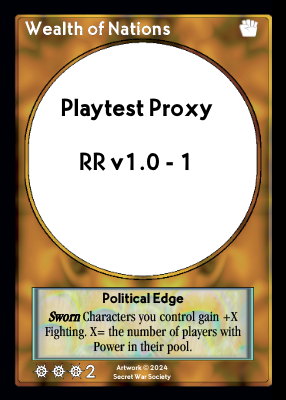 Wealth of Nations
Playtest Proxy
RR v1.0 - 1
Political Edge
Sworn Characters you control gain +X
Fighting, X= the number of players with
Power in their pool.
2
Artwork © 2024
Secret War Society